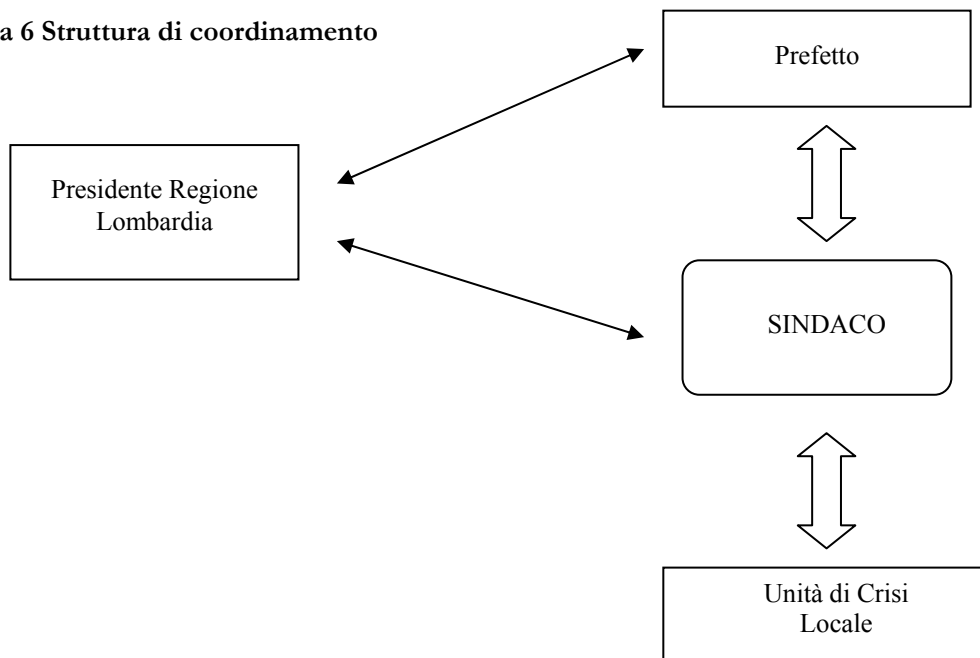 a 6 Struttura di coordinamento
Prefetto
Presidente Regione
Lombardia
SINDACO
Unità di Crisi
Locale